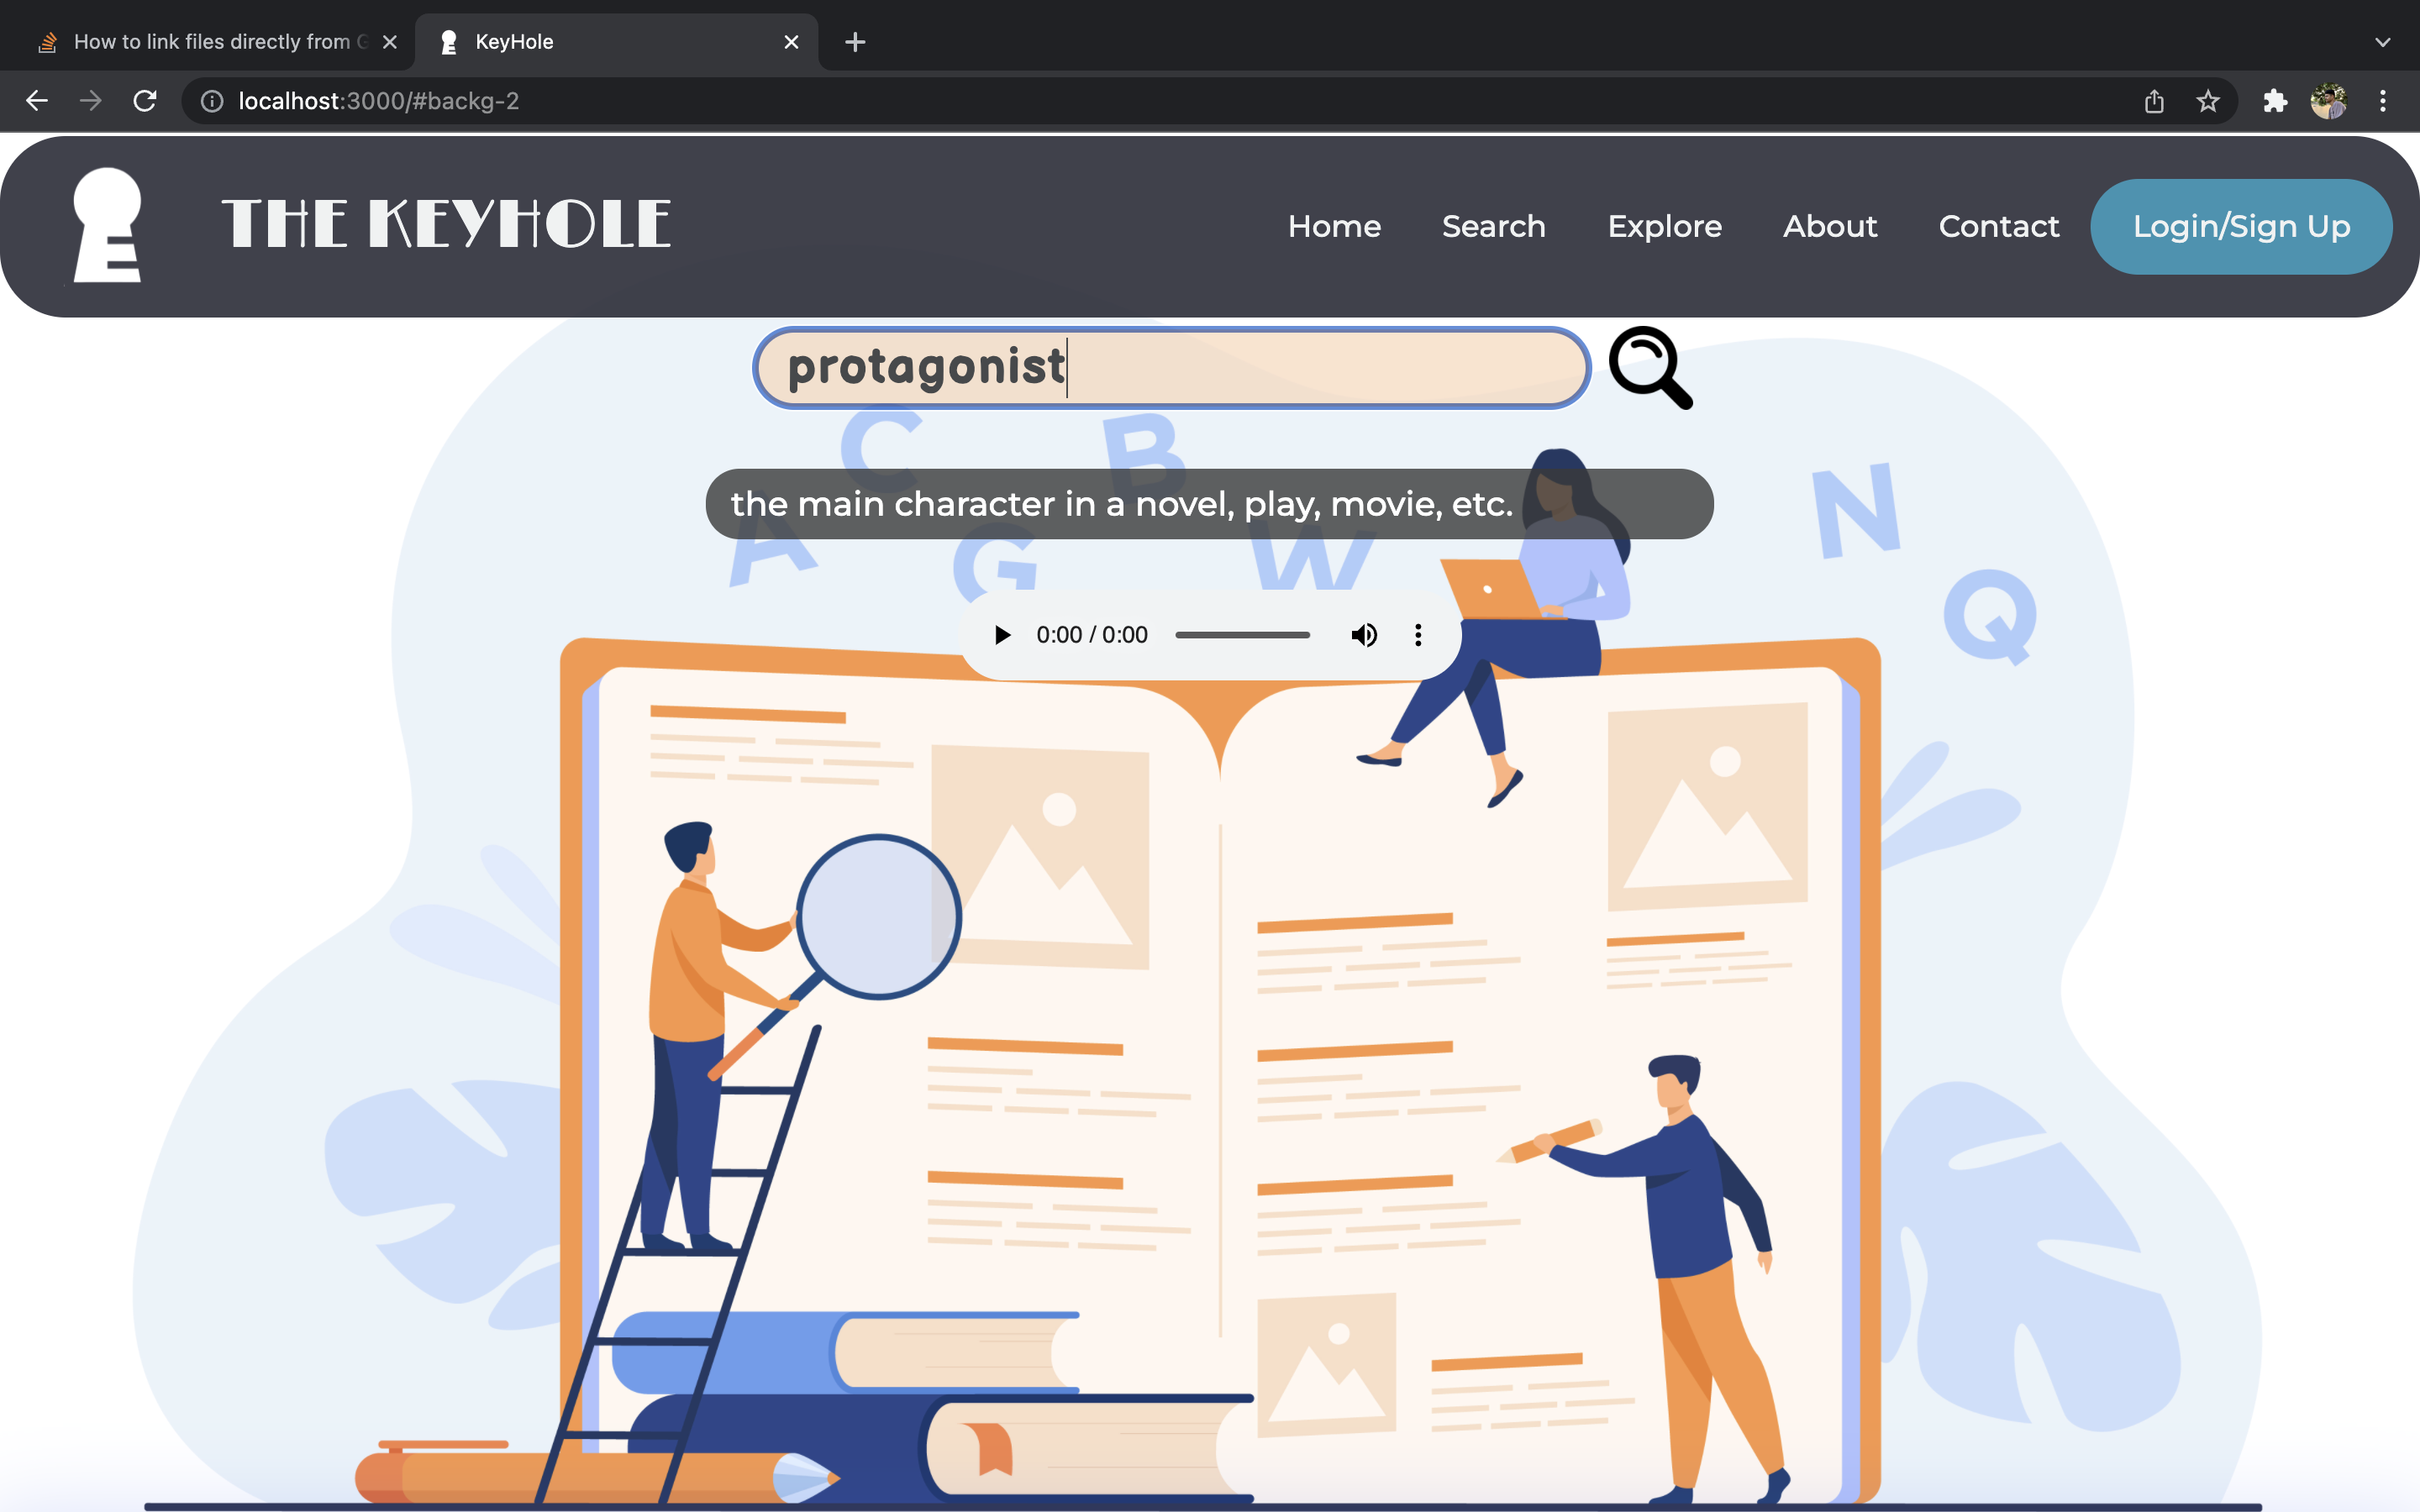 How to link files directly from G
KeyHole
localhost:3000/#backg-2
THE KEYHOLE
Home
Search
Explore
About
Contact
Login/Sign Up
protagonist
C
B
the main character in a novel, play, movie, etc.
N
A
G
W
Q
0:00 / 0:00